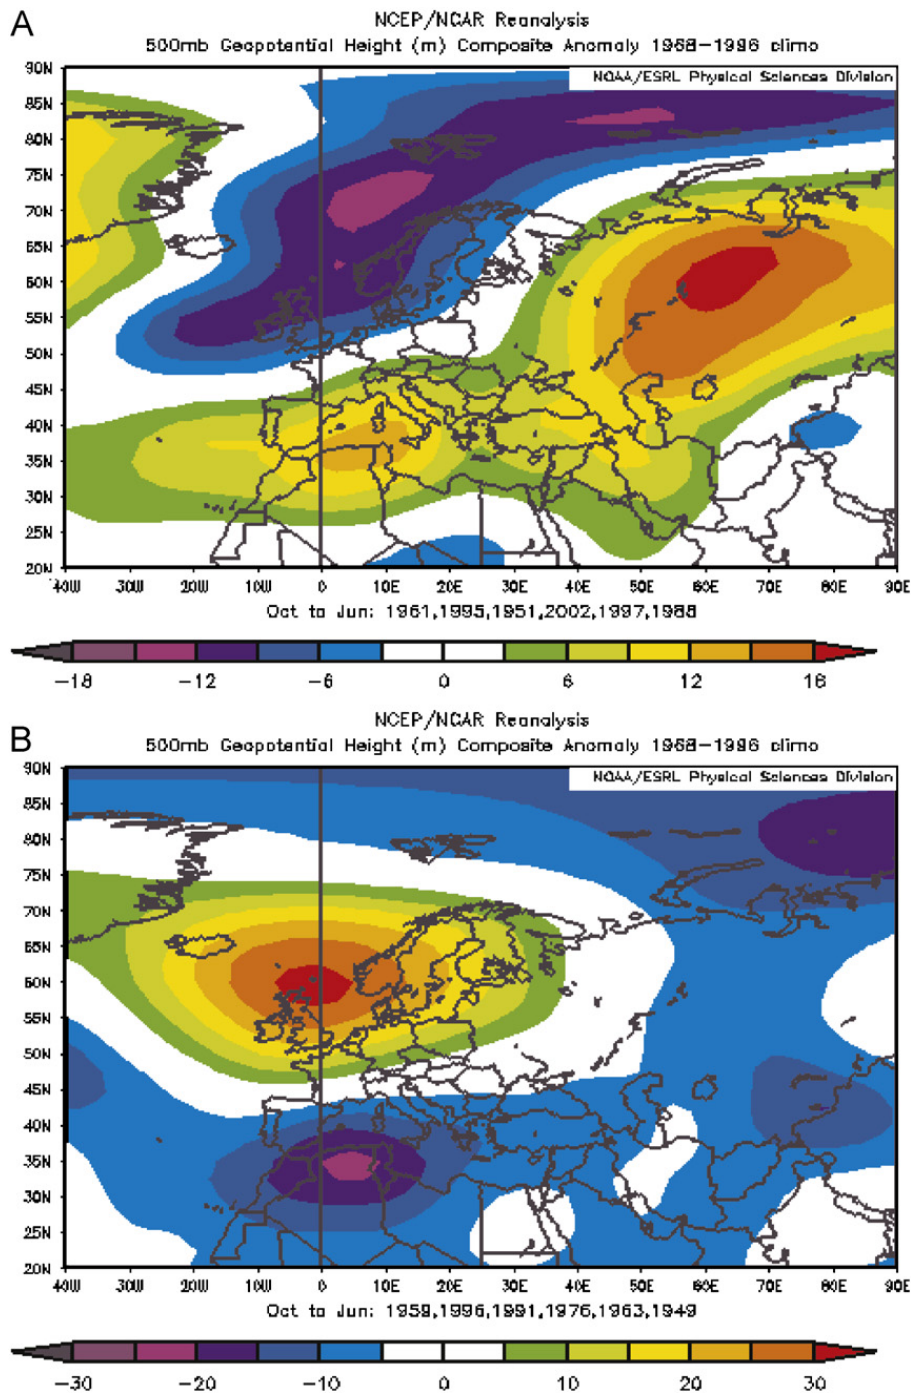 A
NCEP/NCAR Reanalysis
500mb Geopotential Height (m) Composite Anomaly 1968-1996 climo
NOAA/ESRL Physical Sciences Division
90N
85N
80N
75N
70N
65N
60N
55N
50N
45N
40N
35N
30N
25N
20N
40W 30W 20W 10W 0 10E 20E 30E 40E 50E 60E 70E 80E 90E
Oct to Jun: 1961,1995,1951,2002,1997,1988
-18 -12 -6 0 6 12 18
B
NCEP/NCAR Reanalysis
500mb Geopotential Height (m) Composite Anomaly 1968-1996 climo
NOAA/ESRL Physical Sciences Division
90N
85N
80N
75N
70N
65N
60N
55N
50N
45N
40N
35N
30N
25N
20N
40W 30W 20W 10W 0 10E 20E 30E 40E 50E 60E 70E 80E 90E
Oct to Jun: 1959,1996,1991,1976,1963,1949
-30 -20 -10 0 10 20 30